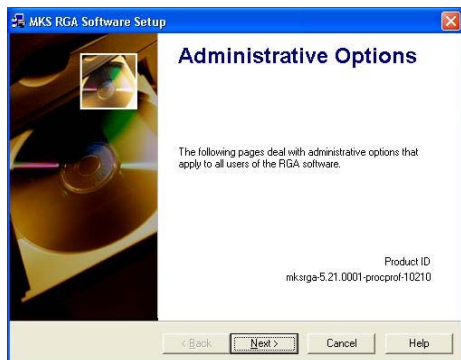 MKS RGA Software Setup
Administrative Options
The following pages deal with administrative options that
apply to all users of the RGA software.
Product ID
mksrga-5.21.0001-procprof-10210
< Back
Next >
Cancel
Help